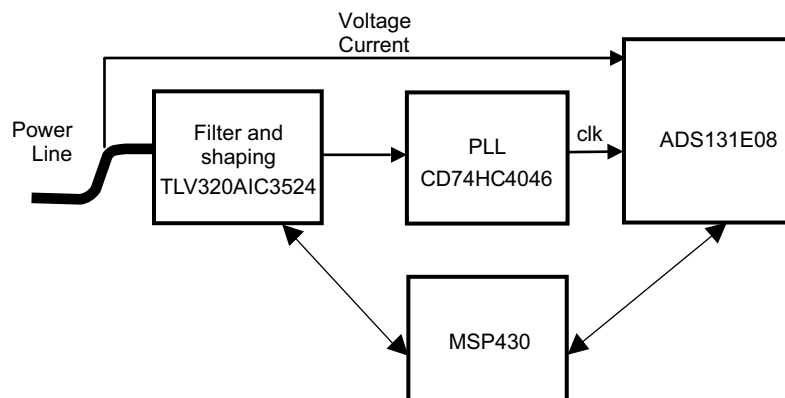 Voltage
Current
Power
Line
Filter and
shaping
TLV320AIC3524
PLL
CD74HC4046
clk
ADS131E08
MSP430